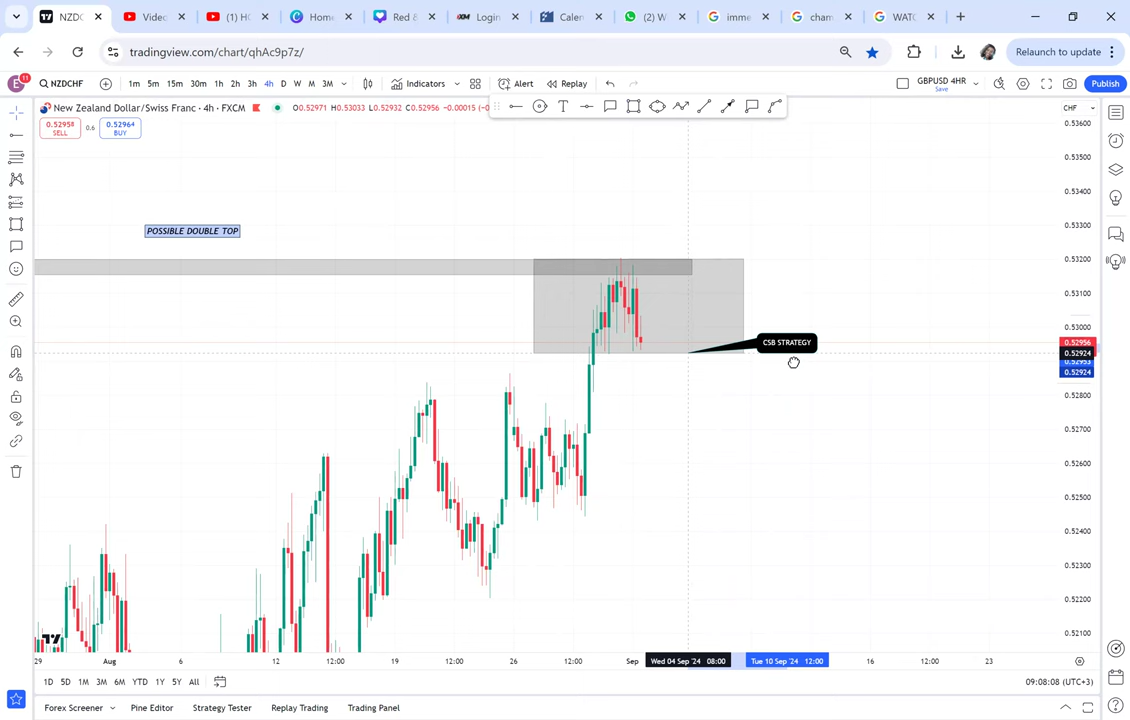 NZDC
Videc
(1) HC
Home
Red &
XM Login
Calen
(2) W
imme
cham
WATC
tradingview.com/chart/qhAc9p7z/
Relaunch to update
E 11 NZDCHF 1m 5m 15m 30m 1h 2h 3h 4h D W M 3M Indicators Alert Replay GBPUSD 4HR Save Publish
New Zealand Dollar/Swiss Franc · 4h · FXCM O0.52971 H0.53033 L0.52932 C0.52956 −0.00015 (−0
CHF
0.52958 SELL 0.6 0.52964 BUY
POSSIBLE DOUBLE TOP
CSB STRATEGY
0.53600
0.53500
0.53400
0.53300
0.53200
0.53100
0.53000
0.52956
0.52924
0.52924
0.52800
0.52700
0.52600
0.52500
0.52400
0.52300
0.52200
0.52100
29 Aug 6 12 12:00 19 12:00 26 12:00 Sep Wed 04 Sep '24 08:00 Tue 10 Sep '24 12:00 16 12:00 23
1D 5D 1M 3M 6M YTD 1Y 5Y All 09:08:08 (UTC+3)
Forex Screener Pine Editor Strategy Tester Replay Trading Trading Panel